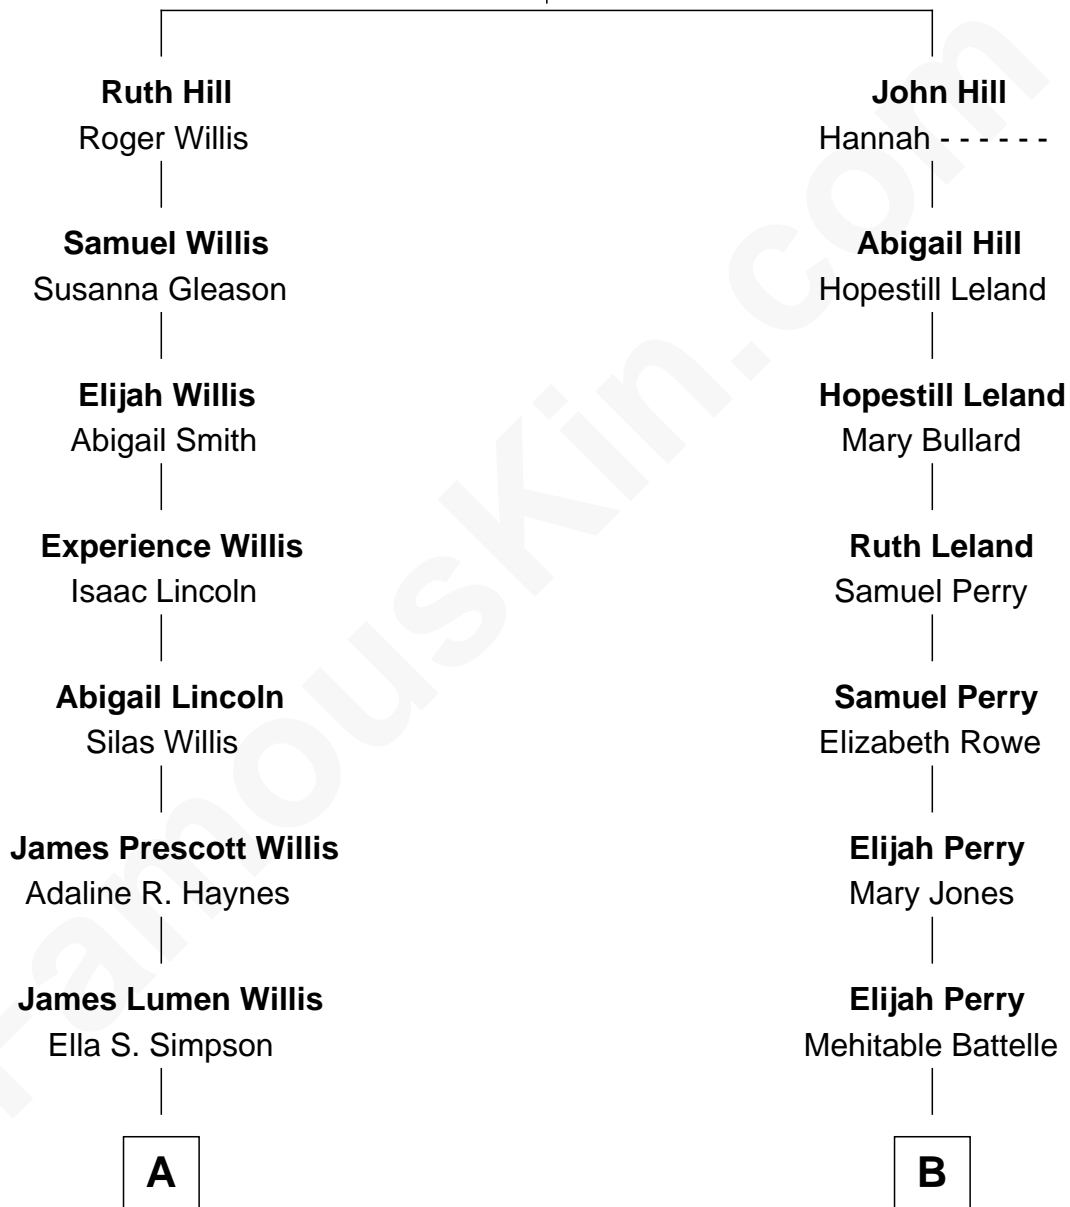 Ruth Hill
Roger Willis
Samuel Willis
Susanna Gleason
Elijah Willis
Abigail Smith
Experience Willis
Isaac Lincoln
Abigail Lincoln
Silas Willis
James Prescott Willis
Adaline R. Haynes
James Lumen Willis
Ella S. Simpson
A
John Hill
Hannah - - - - - -
Abigail Hill
Hopestill Leland
Hopestill Leland
Mary Bullard
Ruth Leland
Samuel Perry
Samuel Perry
Elizabeth Rowe
Elijah Perry
Mary Jones
Elijah Perry
Mehitable Battelle
B
FamousKin.com